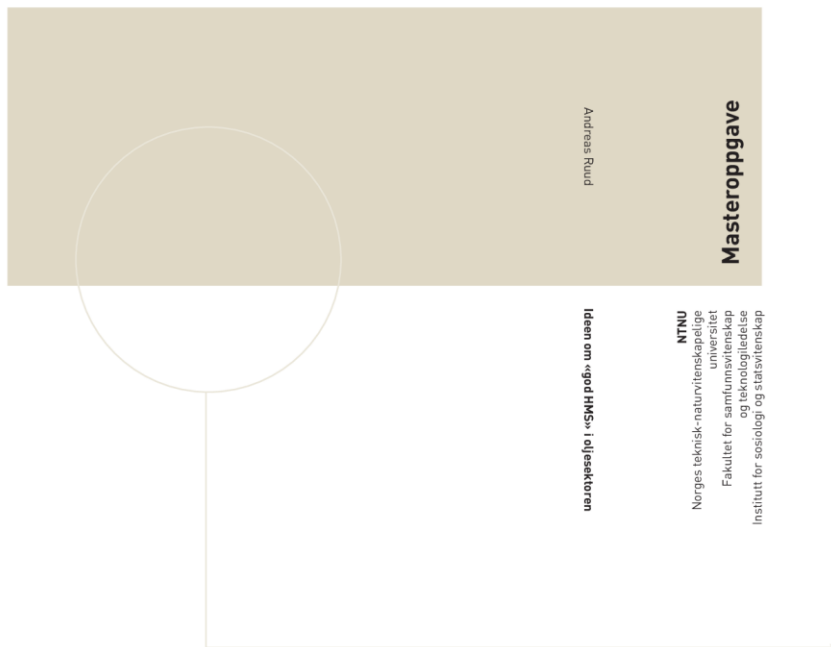 Andreas Ruud
Ideen om «god HMS» i oljesektoren
Masteroppgave
NTNU
Norges teknisk-naturvitenskapelige
universitet
Fakultet for samfunnsvitenskap
og teknologiledelse
Institutt for sosiologi og statsvitenskap